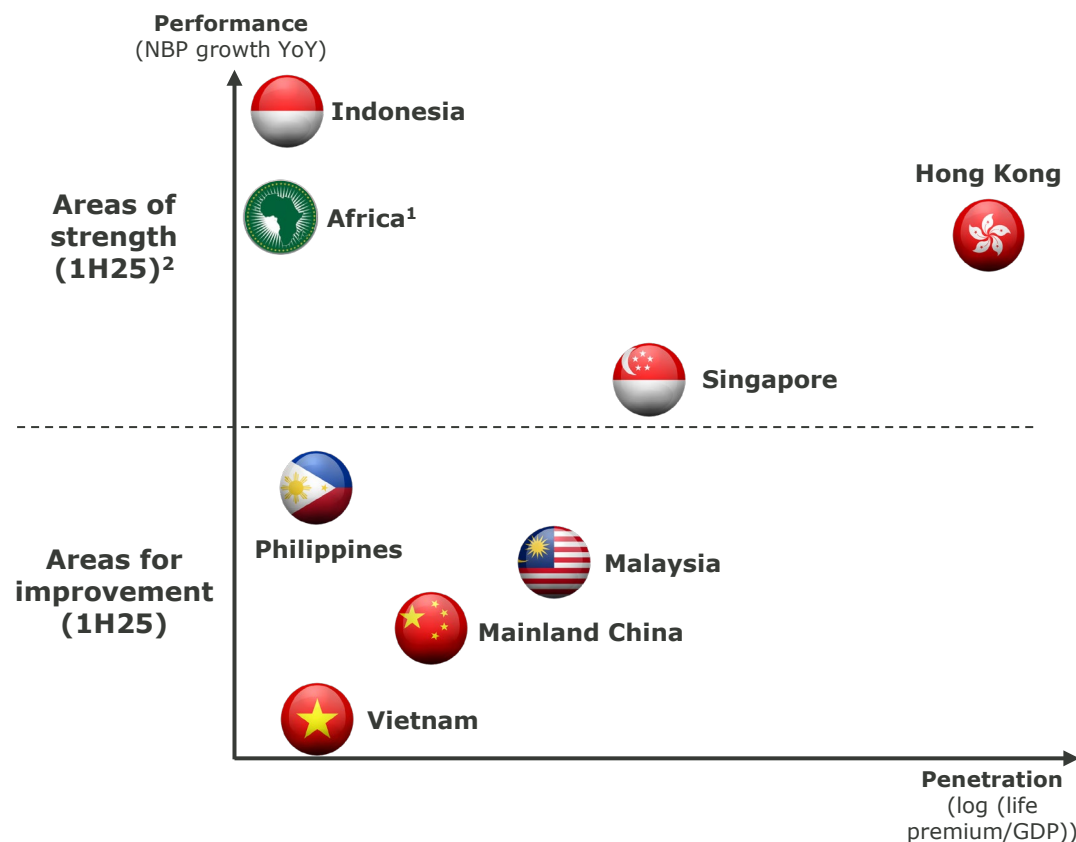 Performance
(NBP growth YoY)
Indonesia
Hong Kong
Areas of
strength
(1H25)²
Africa¹
Singapore
Philippines
Areas for
improvement
(1H25)
Malaysia
Mainland China
Vietnam
Penetration
(log (life
premium/GDP))